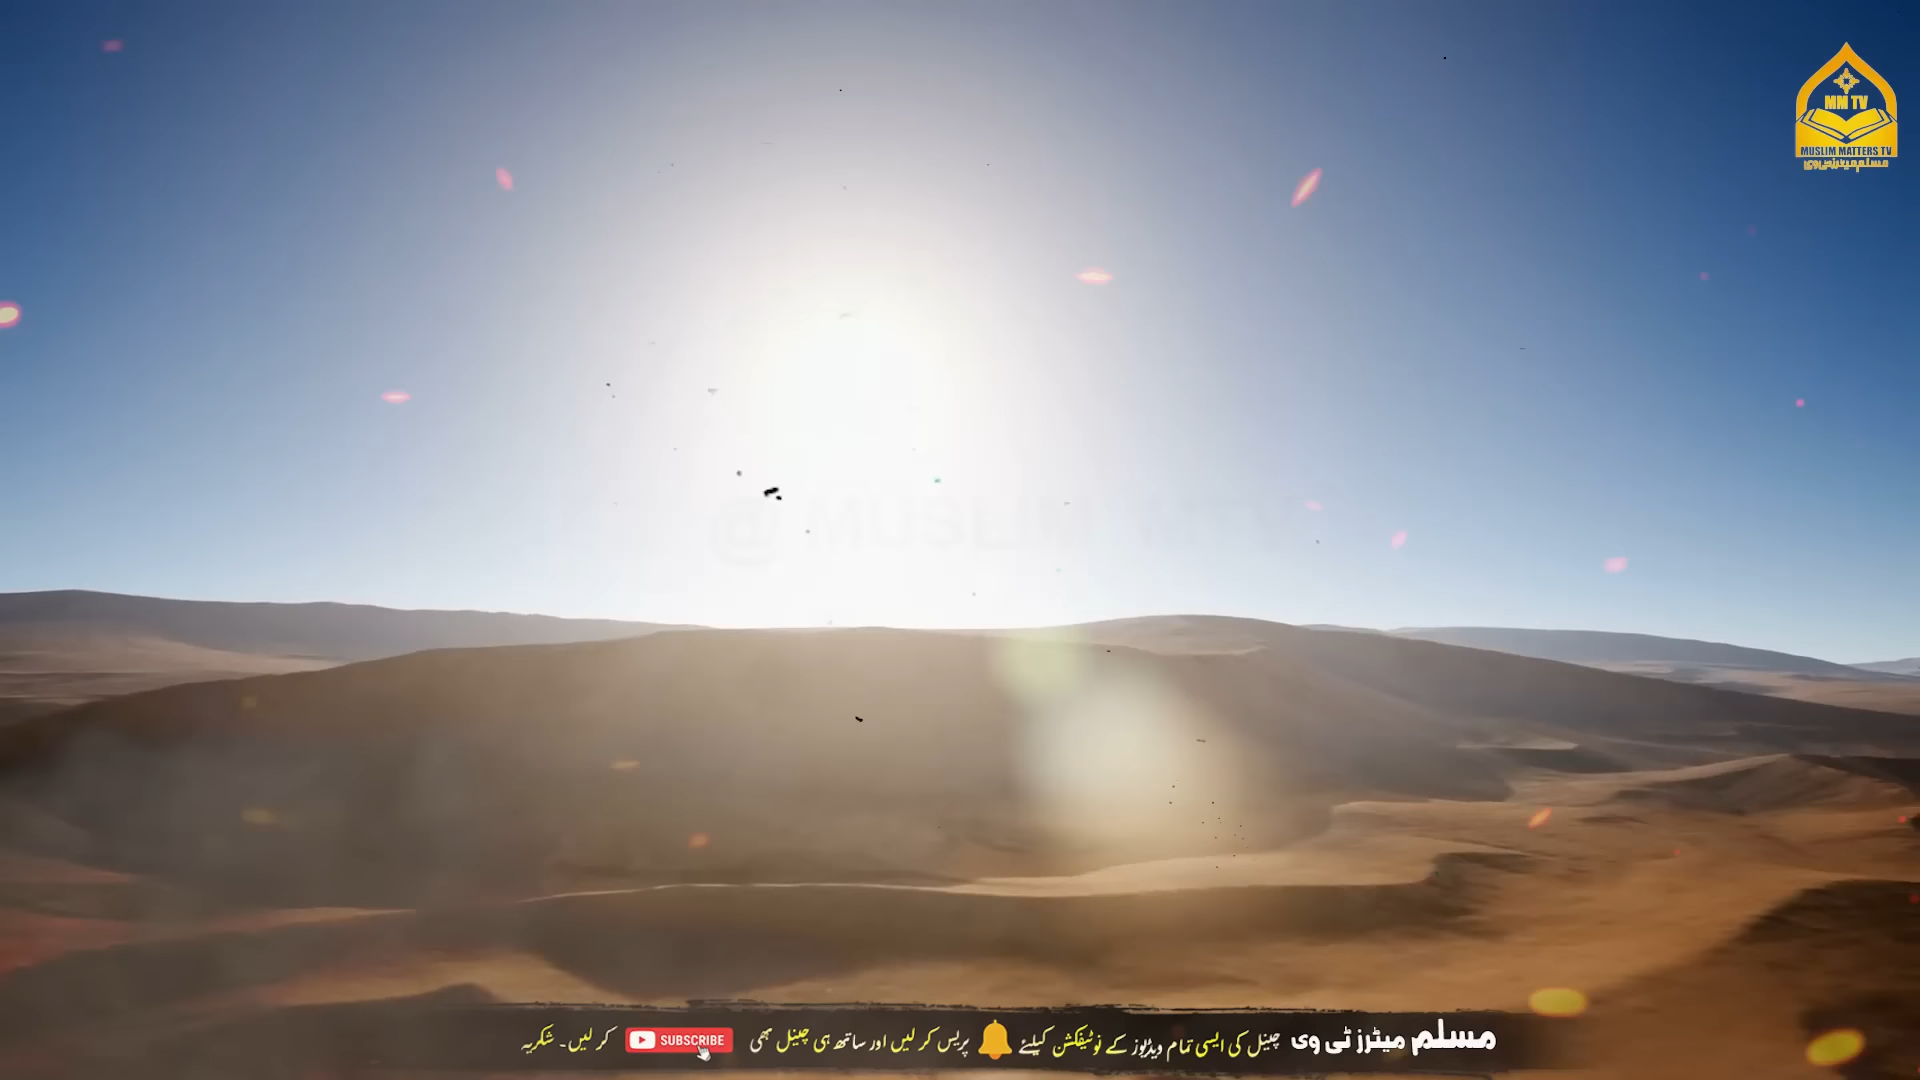 MM TV
MUSLIM MATTERS TV
مسلم میٹرز ٹی وی
@MUSLIM_MTV
مسلم میٹرز ٹی وی چینل کی ایسی تمام ویڈیوز کے نوٹیفکشن کیلئے پریس کر لیں اور ساتھ ہی چینل بھی SUBSCRIBE کر لیں۔ شکریہ